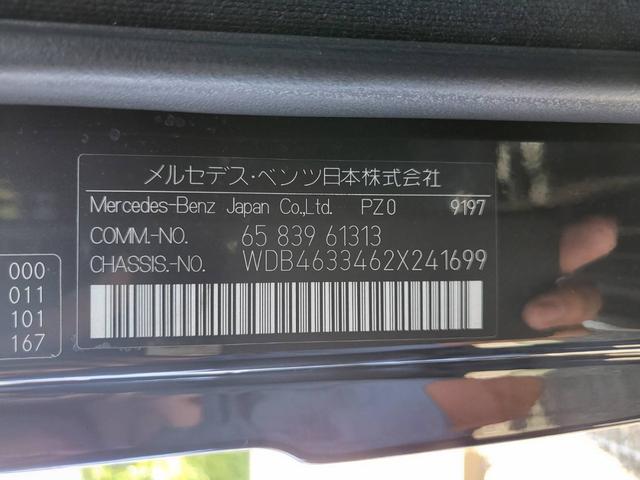 メルセデス・ベンツ日本株式会社
Mercedes-Benz Japan Co.,Ltd. PZ0 9197
COMM.-NO. 65 839 61313
CHASSIS.-NO. WDB4633462X241699
000
011
101
167